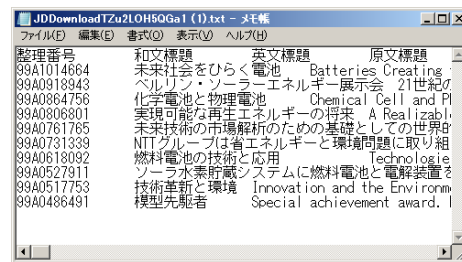 JDDownloadTZu2LOH5QGa1 (1).txt - メモ帳
ファイル(F) 編集(E) 書式(O) 表示(V) ヘルプ(H)
整理番号 和文標題 英文標題 原文標題
99A1014664 未来社会をひらく電池 Batteries Creating
99A0918943 ベルリン・ソーラーエネルギー展示会 21世紀の
99A0864756 化学電池と物理電池 Chemical Cell and
99A0806801 実現可能な再生エネルギーの将来 A Realizabl
99A0761765 未来技術の市場解析のための基礎としての世界的
99A0731339 NTTグループは省エネルギーと環境問題に取り組
99A0618092 燃料電池の技術と応用 Technologie
99A0527911 ソーラ水素貯蔵システムに燃料電池と電解装置を
99A0517753 技術革新と環境 Innovation and the Environm
99A0486491 模型先駆者 Special achievement award.